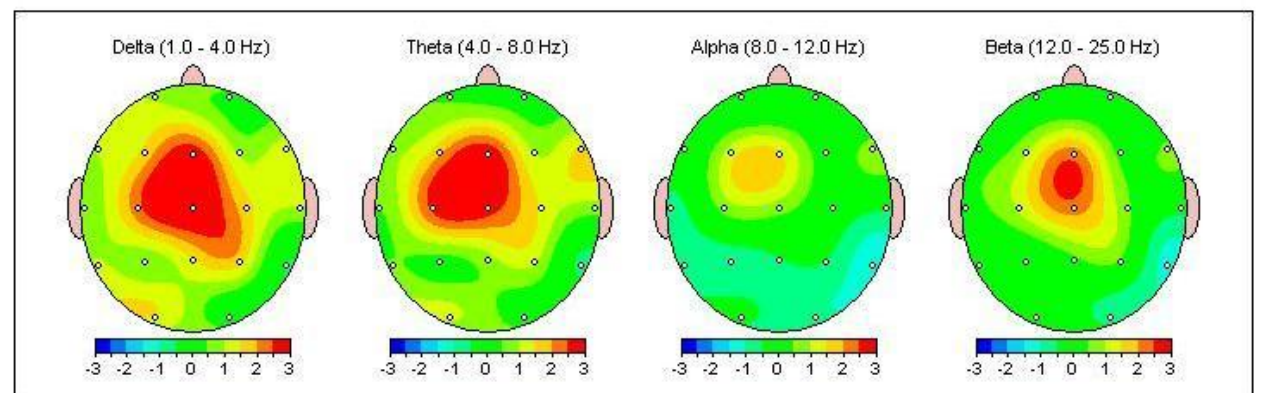 Delta (1.0 - 4.0 Hz) Theta (4.0 - 8.0 Hz) Alpha (8.0 - 12.0 Hz) Beta (12.0 - 25.0 Hz)
-3 -2 -1 0 1 2 3 -3 -2 -1 0 1 2 3 -3 -2 -1 0 1 2 3 -3 -2 -1 0 1 2 3